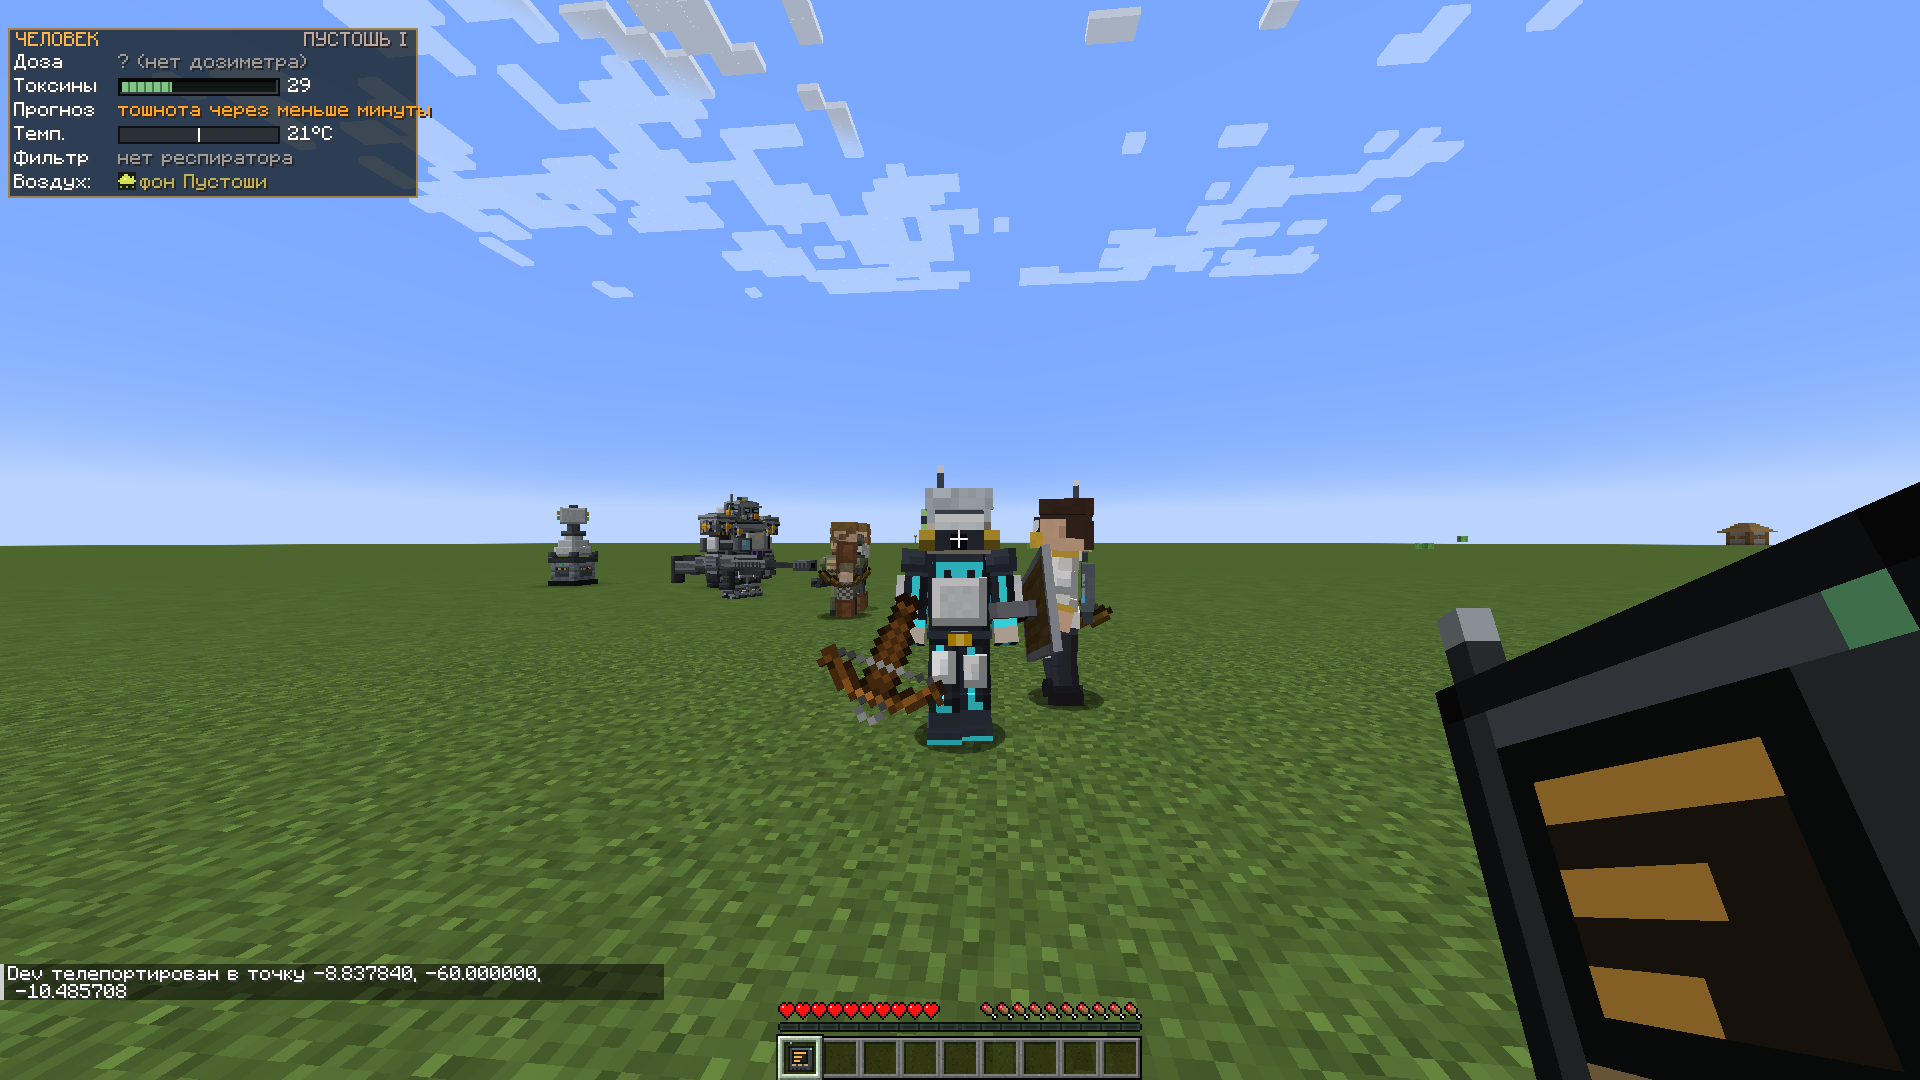 ЧЕЛОВЕК ПУСТОШЬ I
Доза ? (нет дозиметра)
Токсины 29
Прогноз тошнота через меньше минуты
Темп. 21°C
Фильтр нет респиратора
Воздух: фон Пустоши
Dev телепортирован в точку -8.837840, -60.000000,
-10.485708